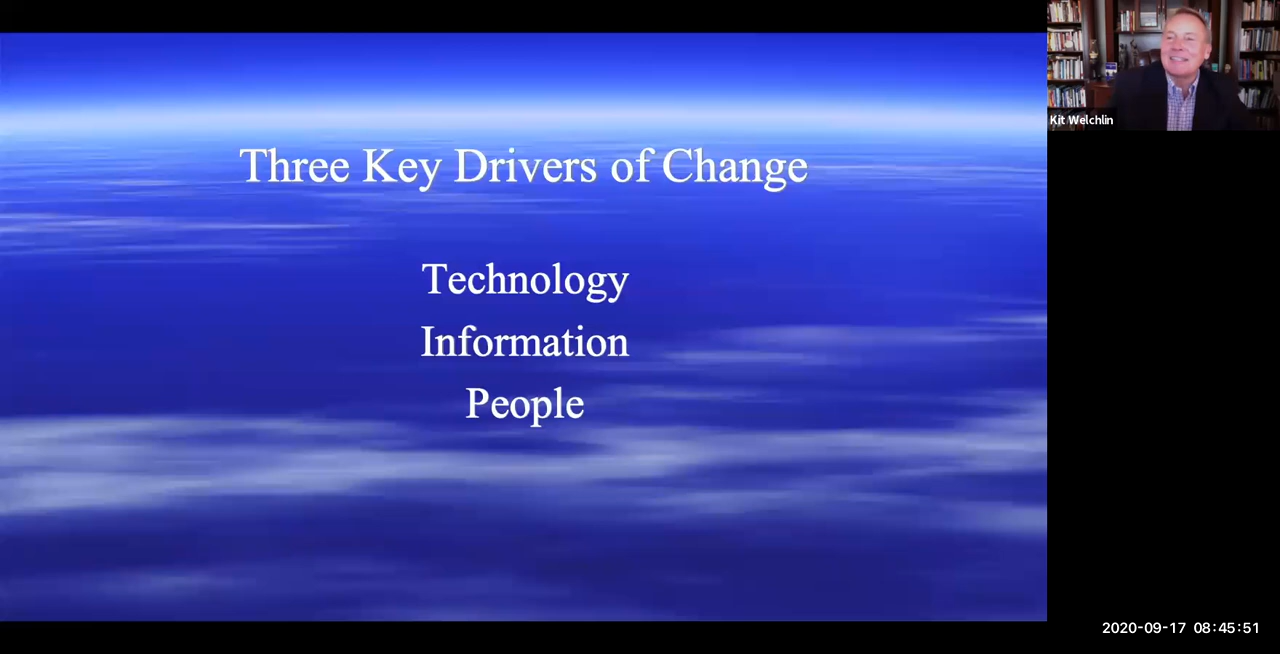 Three Key Drivers of Change
Technology
Information
People
Kit Welchlin
2020-09-17 08:45:51